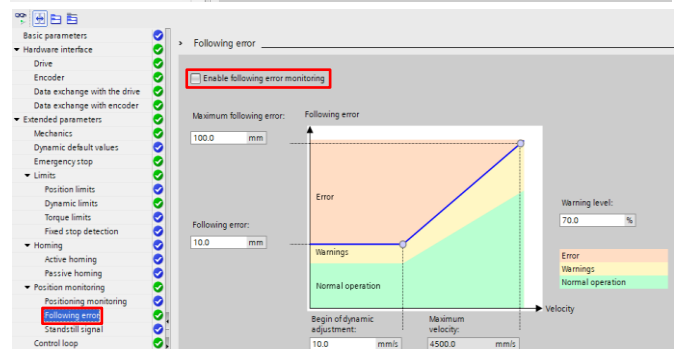 Basic parameters
Hardware interface
Drive
Encoder
Data exchange with the drive
Data exchange with encoder
Extended parameters
Mechanics
Dynamic default values
Emergency stop
Limits
Position limits
Dynamic limits
Torque limits
Fixed stop detection
Homing
Active homing
Passive homing
Position monitoring
Positioning monitoring
Following error
Standstill signal
Control loop
Following error
Enable following error monitoring
Maximum following error:
100.0 mm
Following error:
10.0 mm
Following error
Error
Warnings
Normal operation
Velocity
Begin of dynamic
adjustment:
10.0 mm/s
Maximum
velocity:
4500.0 mm/s
Warning level:
70.0 %
Error
Warnings
Normal operation